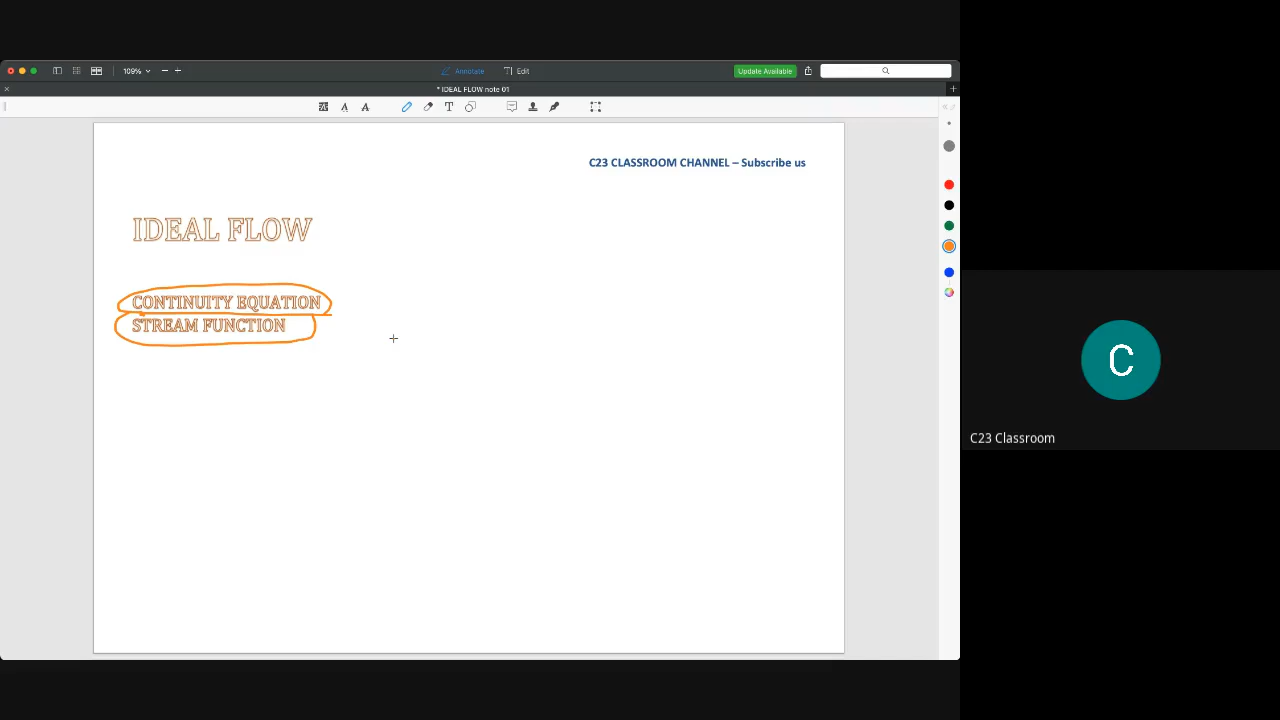 109%
Annotate
Edit
Update Available
* IDEAL FLOW note 01
C23 CLASSROOM CHANNEL – Subscribe us
IDEAL FLOW
CONTINUITY EQUATION
STREAM FUNCTION
C
C23 Classroom